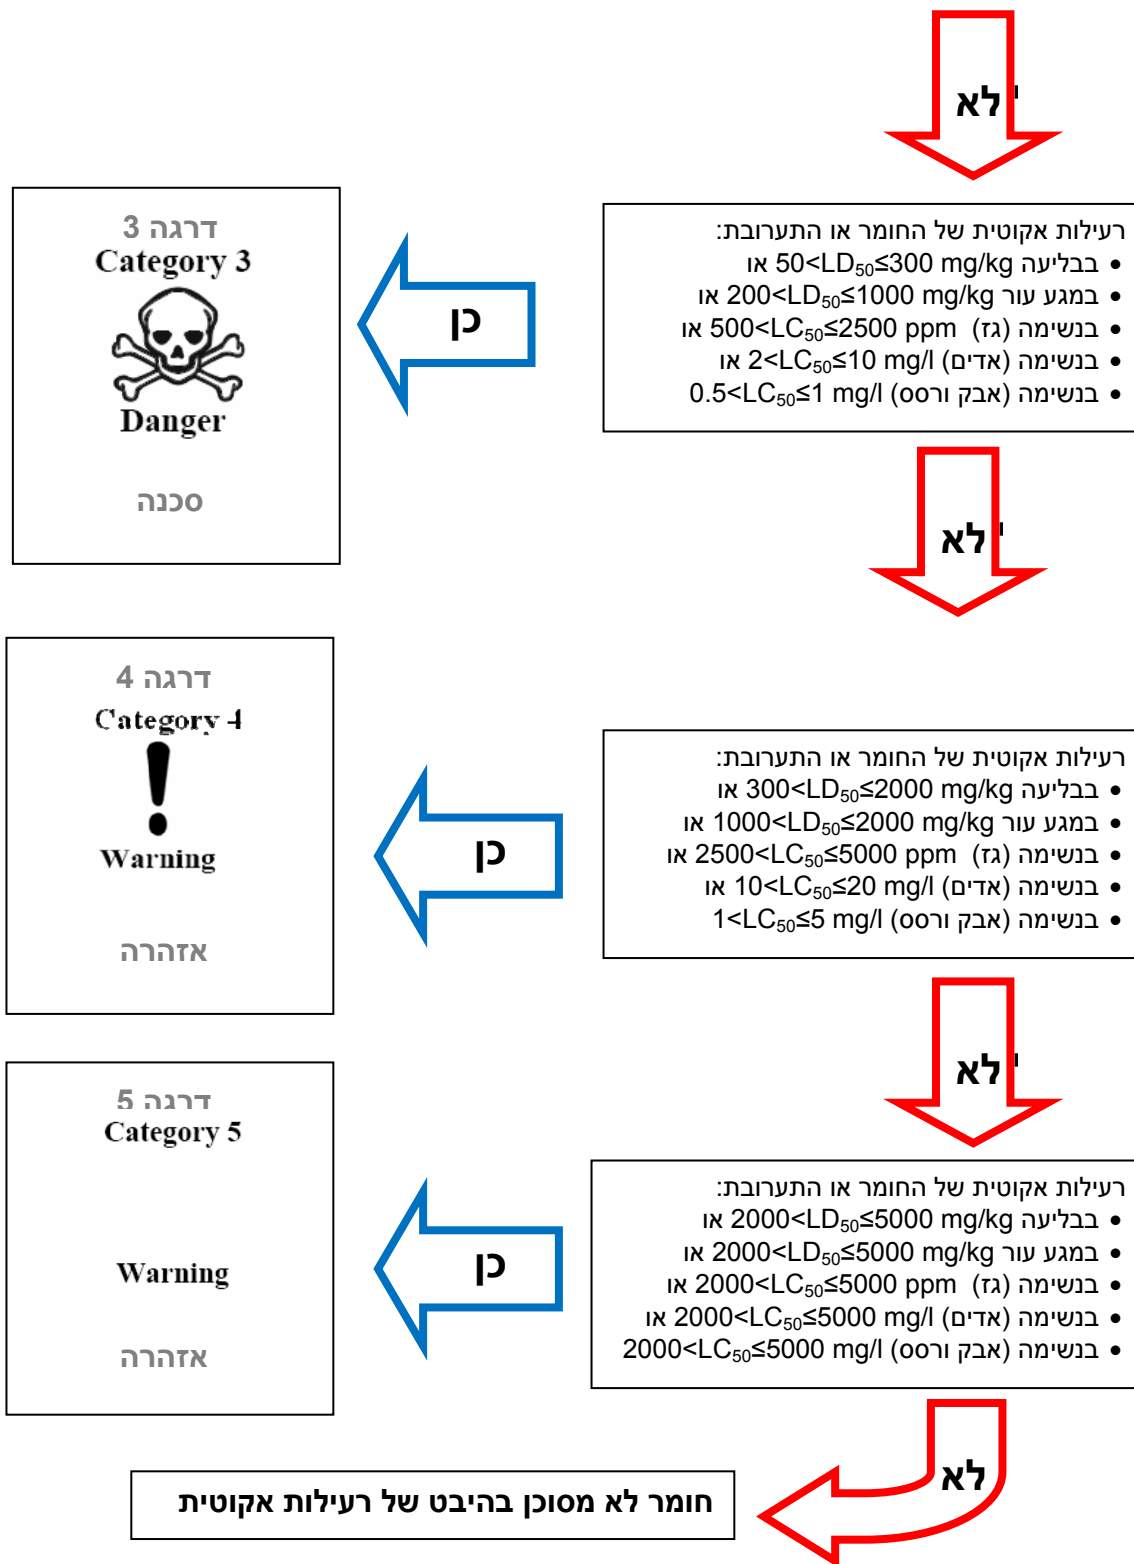 לא
רעילות אקוטית של החומר או התערובת:
• בבליעה 50<LD₅₀≤300 mg/kg או
• במגע עור 200<LD₅₀≤1000 mg/kg או
• בנשימה (גז) 500<LC₅₀≤2500 ppm או
• בנשימה (אדים) 2<LC₅₀≤10 mg/l או
• בנשימה (אבק ורסס) 0.5<LC₅₀≤1 mg/l
כן
דרגה 3
Category 3
Danger
סכנה
לא
רעילות אקוטית של החומר או התערובת:
• בבליעה 300<LD₅₀≤2000 mg/kg או
• במגע עור 1000<LD₅₀≤2000 mg/kg או
• בנשימה (גז) 2500<LC₅₀≤5000 ppm או
• בנשימה (אדים) 10<LC₅₀≤20 mg/l או
• בנשימה (אבק ורסס) 1<LC₅₀≤5 mg/l
כן
דרגה 4
Category 4
!
Warning
אזהרה
לא
רעילות אקוטית של החומר או התערובת:
• בבליעה 2000<LD₅₀≤5000 mg/kg או
• במגע עור 2000<LD₅₀≤5000 mg/kg או
• בנשימה (גז) 2000<LC₅₀≤5000 ppm או
• בנשימה (אדים) 2000<LC₅₀≤5000 mg/l או
• בנשימה (אבק ורסס) 2000<LC₅₀≤5000 mg/l
כן
דרגה 5
Category 5
Warning
אזהרה
לא
חומר לא מסוכן בהיבט של רעילות אקוטית